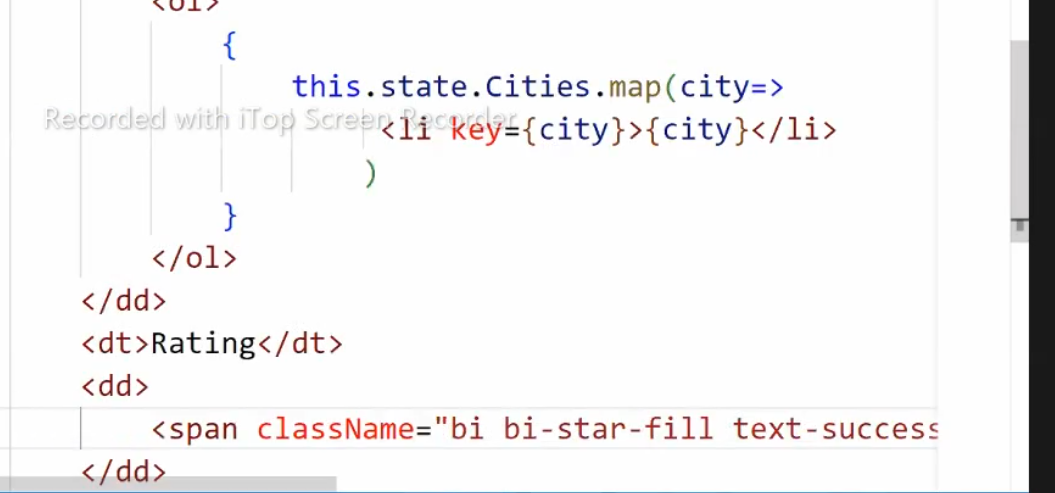 <ol>
{
this.state.Cities.map(city=>
Recorded with iTop Screen Recorder
<li key={city}>{city}</li>
)
}
</ol>
</dd>
<dt>Rating</dt>
<dd>
<span className="bi bi-star-fill text-success
</dd>